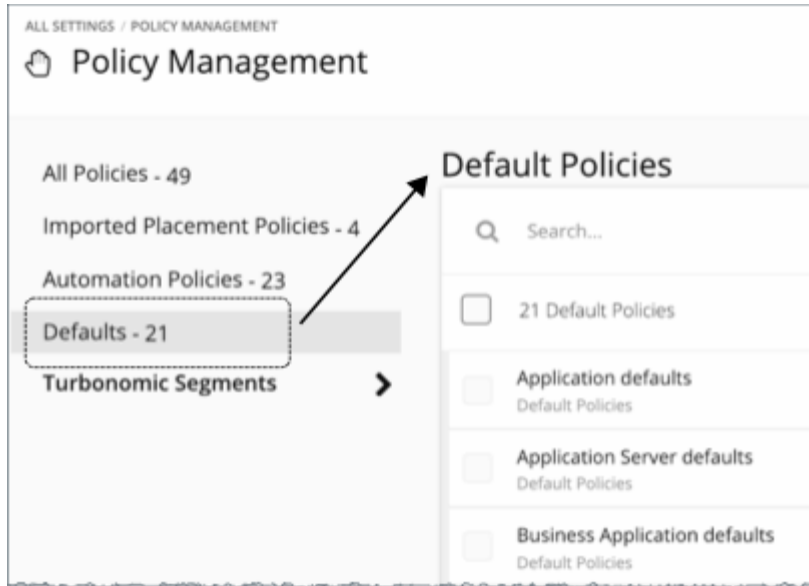 ALL SETTINGS / POLICY MANAGEMENT
Policy Management
All Policies - 49
Imported Placement Policies - 4
Automation Policies - 23
Defaults - 21
Turbonomic Segments
Default Policies
Search...
21 Default Policies
Application defaults
Default Policies
Application Server defaults
Default Policies
Business Application defaults
Default Policies